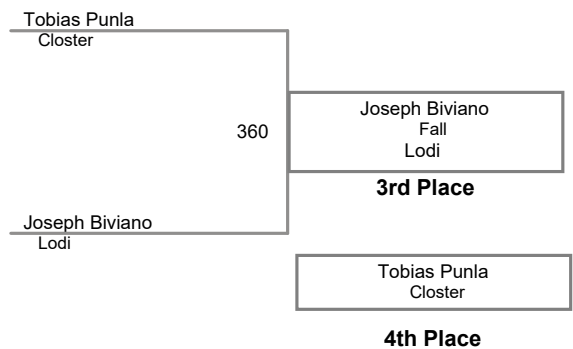 Tobias Punla
Closter
360
Joseph Biviano
Fall
Lodi
3rd Place
Joseph Biviano
Lodi
Tobias Punla
Closter
4th Place